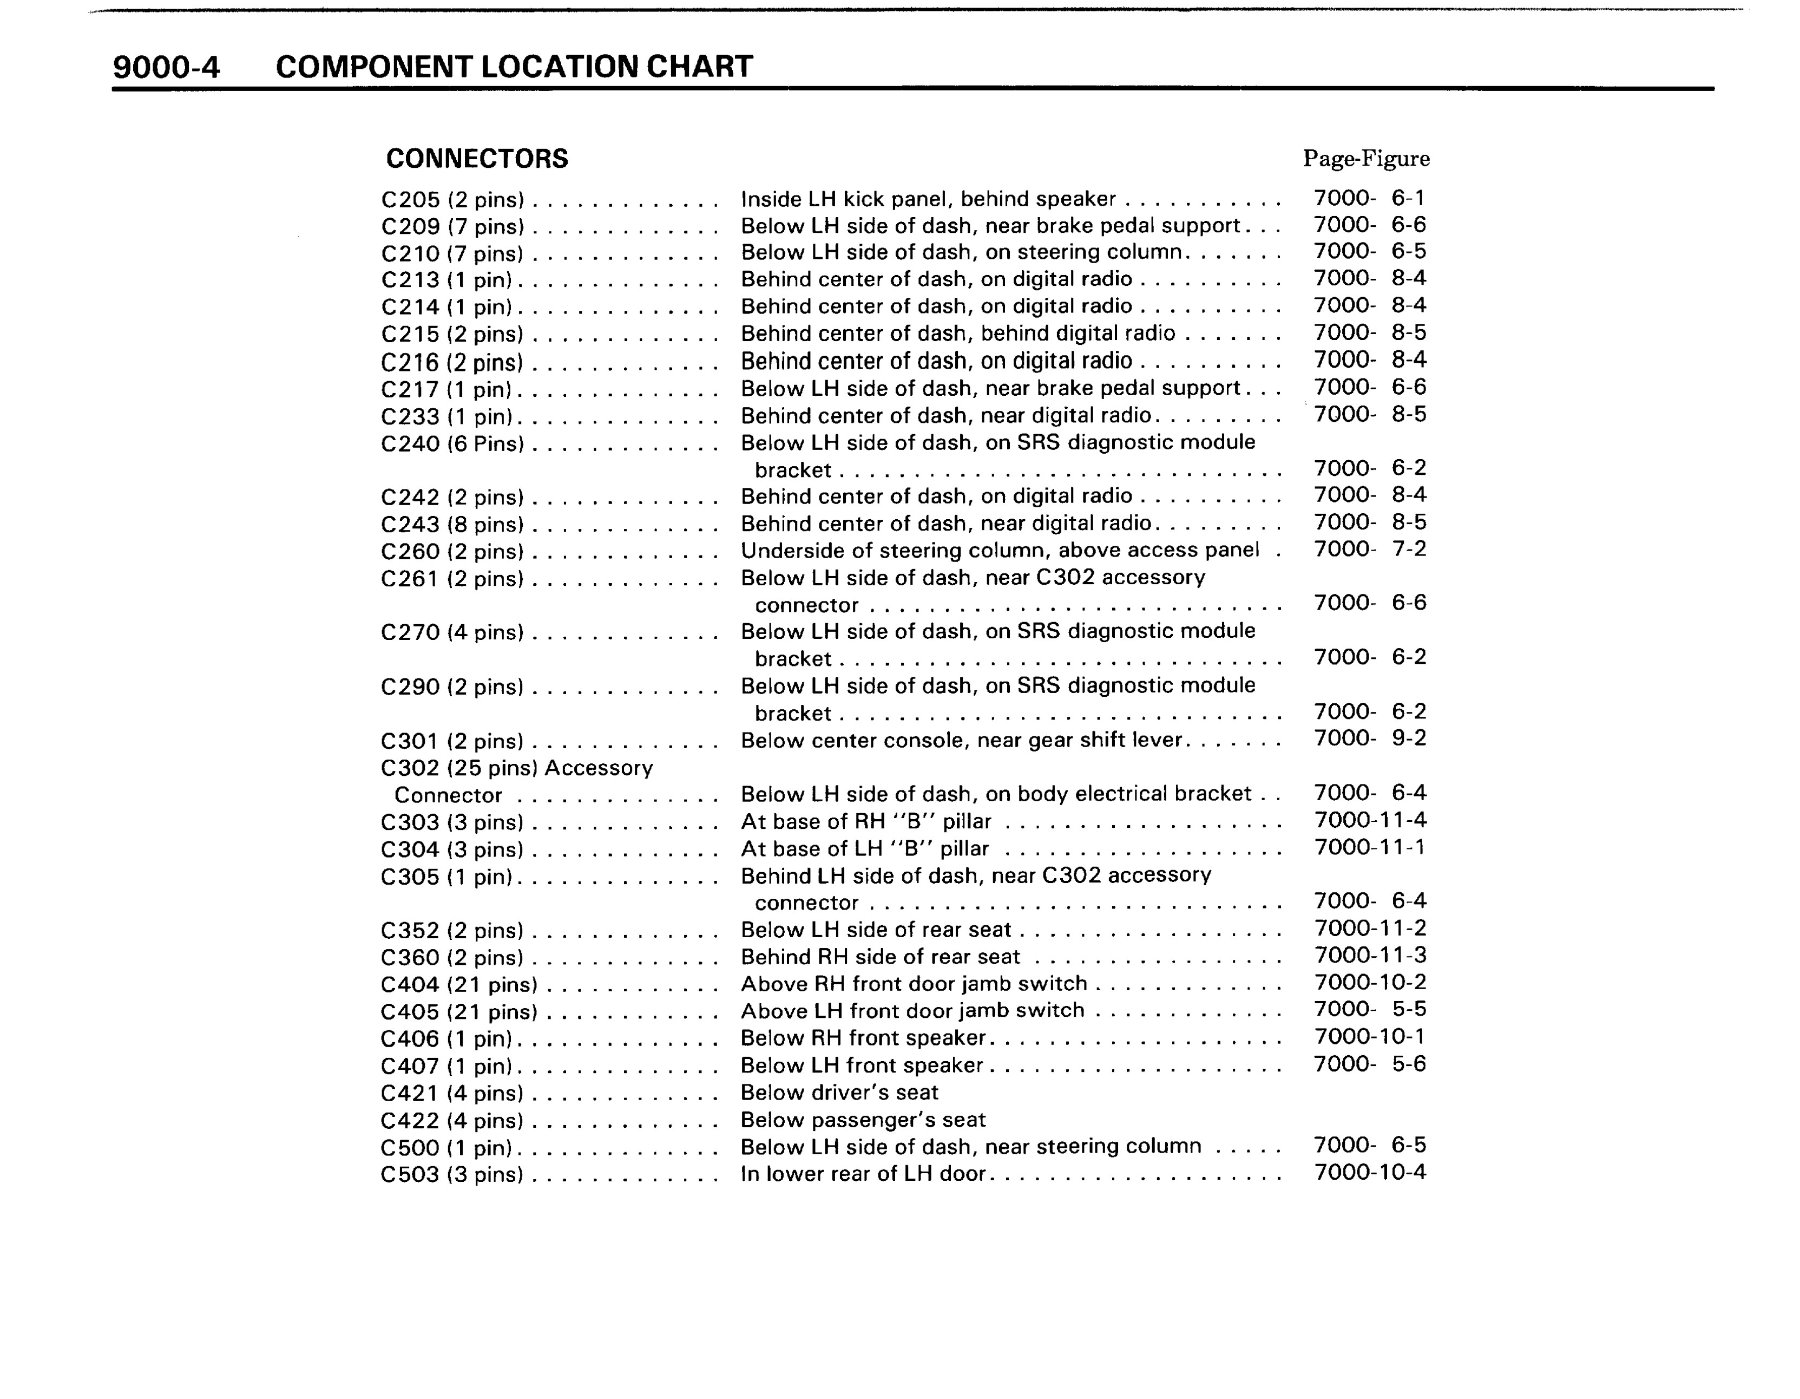 9000-4 COMPONENT LOCATION CHART
CONNECTORS Page-Figure
C205 (2 pins) . . . . . . . . . . . . . Inside LH kick panel, behind speaker . . . . . . . . . . . 7000- 6-1
C209 (7 pins) . . . . . . . . . . . . . Below LH side of dash, near brake pedal support. . . 7000- 6-6
C210 (7 pins) . . . . . . . . . . . . . Below LH side of dash, on steering column. . . . . . . 7000- 6-5
C213 (1 pin). . . . . . . . . . . . . . Behind center of dash, on digital radio . . . . . . . . . . 7000- 8-4
C214 (1 pin). . . . . . . . . . . . . . Behind center of dash, on digital radio . . . . . . . . . . 7000- 8-4
C215 (2 pins) . . . . . . . . . . . . . Behind center of dash, behind digital radio . . . . . . . 7000- 8-5
C216 (2 pins) . . . . . . . . . . . . . Behind center of dash, on digital radio . . . . . . . . . . 7000- 8-4
C217 (1 pin). . . . . . . . . . . . . . Below LH side of dash, near brake pedal support. . . 7000- 6-6
C233 (1 pin). . . . . . . . . . . . . . Behind center of dash, near digital radio. . . . . . . . . 7000- 8-5
C240 (6 Pins) . . . . . . . . . . . . . Below LH side of dash, on SRS diagnostic module
bracket . . . . . . . . . . . . . . . . . . . . . . . . . . . . . . 7000- 6-2
C242 (2 pins) . . . . . . . . . . . . . Behind center of dash, on digital radio . . . . . . . . . . 7000- 8-4
C243 (8 pins) . . . . . . . . . . . . . Behind center of dash, near digital radio. . . . . . . . . 7000- 8-5
C260 (2 pins) . . . . . . . . . . . . . Underside of steering column, above access panel . 7000- 7-2
C261 (2 pins) . . . . . . . . . . . . . Below LH side of dash, near C302 accessory
connector . . . . . . . . . . . . . . . . . . . . . . . . . . . . 7000- 6-6
C270 (4 pins) . . . . . . . . . . . . . Below LH side of dash, on SRS diagnostic module
bracket . . . . . . . . . . . . . . . . . . . . . . . . . . . . . . 7000- 6-2
C290 (2 pins) . . . . . . . . . . . . . Below LH side of dash, on SRS diagnostic module
bracket . . . . . . . . . . . . . . . . . . . . . . . . . . . . . . 7000- 6-2
C301 (2 pins) . . . . . . . . . . . . . Below center console, near gear shift lever. . . . . . . 7000- 9-2
C302 (25 pins) Accessory
Connector . . . . . . . . . . . . . . Below LH side of dash, on body electrical bracket . . 7000- 6-4
C303 (3 pins) . . . . . . . . . . . . . At base of RH "B" pillar . . . . . . . . . . . . . . . . . . . 7000-11-4
C304 (3 pins) . . . . . . . . . . . . . At base of LH "B" pillar . . . . . . . . . . . . . . . . . . . 7000-11-1
C305 (1 pin). . . . . . . . . . . . . . Behind LH side of dash, near C302 accessory
connector . . . . . . . . . . . . . . . . . . . . . . . . . . . . 7000- 6-4
C352 (2 pins) . . . . . . . . . . . . . Below LH side of rear seat . . . . . . . . . . . . . . . . . . 7000-11-2
C360 (2 pins) . . . . . . . . . . . . . Behind RH side of rear seat . . . . . . . . . . . . . . . . . 7000-11-3
C404 (21 pins) . . . . . . . . . . . . Above RH front door jamb switch . . . . . . . . . . . . . 7000-10-2
C405 (21 pins) . . . . . . . . . . . . Above LH front door jamb switch . . . . . . . . . . . . . 7000- 5-5
C406 (1 pin). . . . . . . . . . . . . . Below RH front speaker. . . . . . . . . . . . . . . . . . . . 7000-10-1
C407 (1 pin). . . . . . . . . . . . . . Below LH front speaker . . . . . . . . . . . . . . . . . . . . 7000- 5-6
C421 (4 pins) . . . . . . . . . . . . . Below driver's seat
C422 (4 pins) . . . . . . . . . . . . . Below passenger's seat
C500 (1 pin). . . . . . . . . . . . . . Below LH side of dash, near steering column . . . . . 7000- 6-5
C503 (3 pins) . . . . . . . . . . . . . In lower rear of LH door. . . . . . . . . . . . . . . . . . . . 7000-10-4